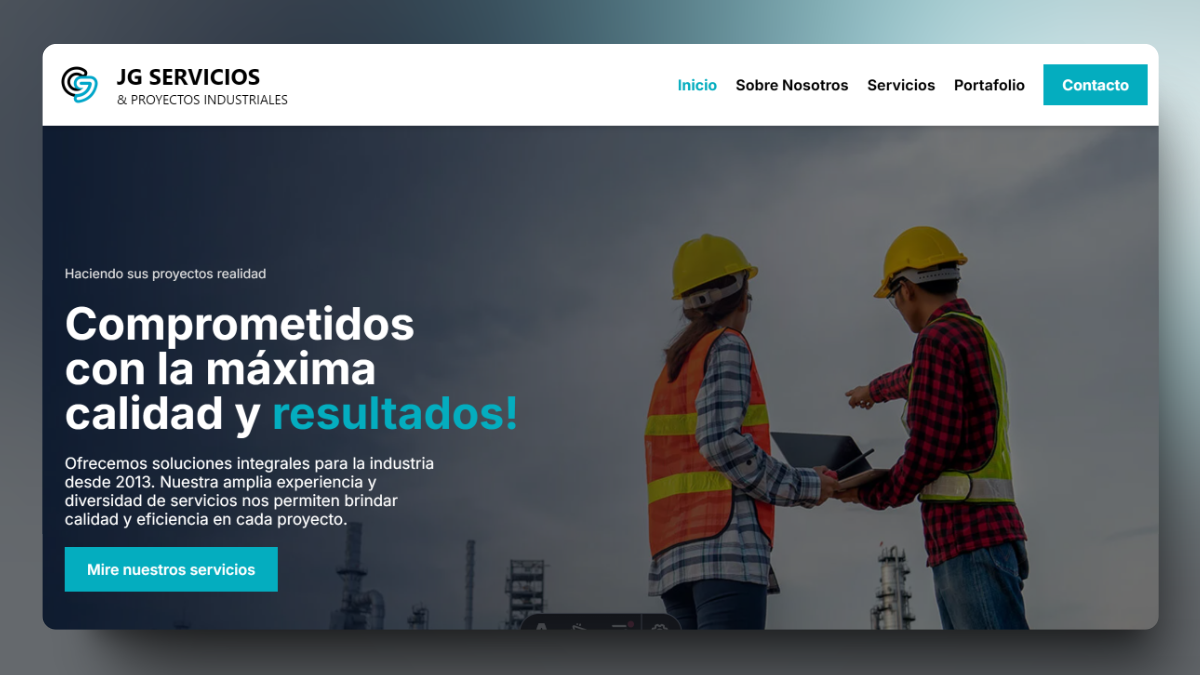 JG SERVICIOS
& PROYECTOS INDUSTRIALES
Inicio Sobre Nosotros Servicios Portafolio Contacto
Haciendo sus proyectos realidad
Comprometidos
con la máxima
calidad y resultados!
Ofrecemos soluciones integrales para la industria
desde 2013. Nuestra amplia experiencia y
diversidad de servicios nos permiten brindar
calidad y eficiencia en cada proyecto.
Mire nuestros servicios